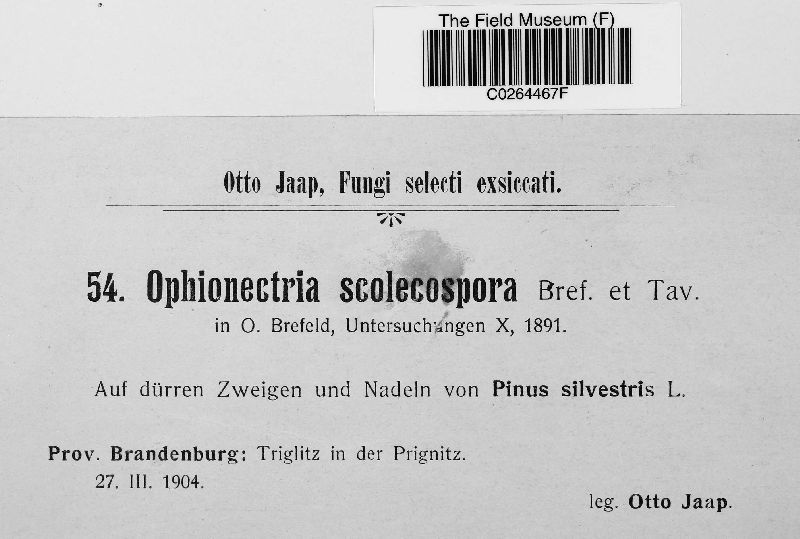 The Field Museum (F)
C0264467F
Otto Jaap, Fungi selecti exsiccati.
54. Ophionectria scolecospora Bref. et Tav.
in O. Brefeld, Untersuchungen X, 1891.
Auf dürren Zweigen und Nadeln von Pinus silvestris L.
Prov. Brandenburg: Triglitz in der Prignitz.
27. III. 1904.
leg. Otto Jaap.